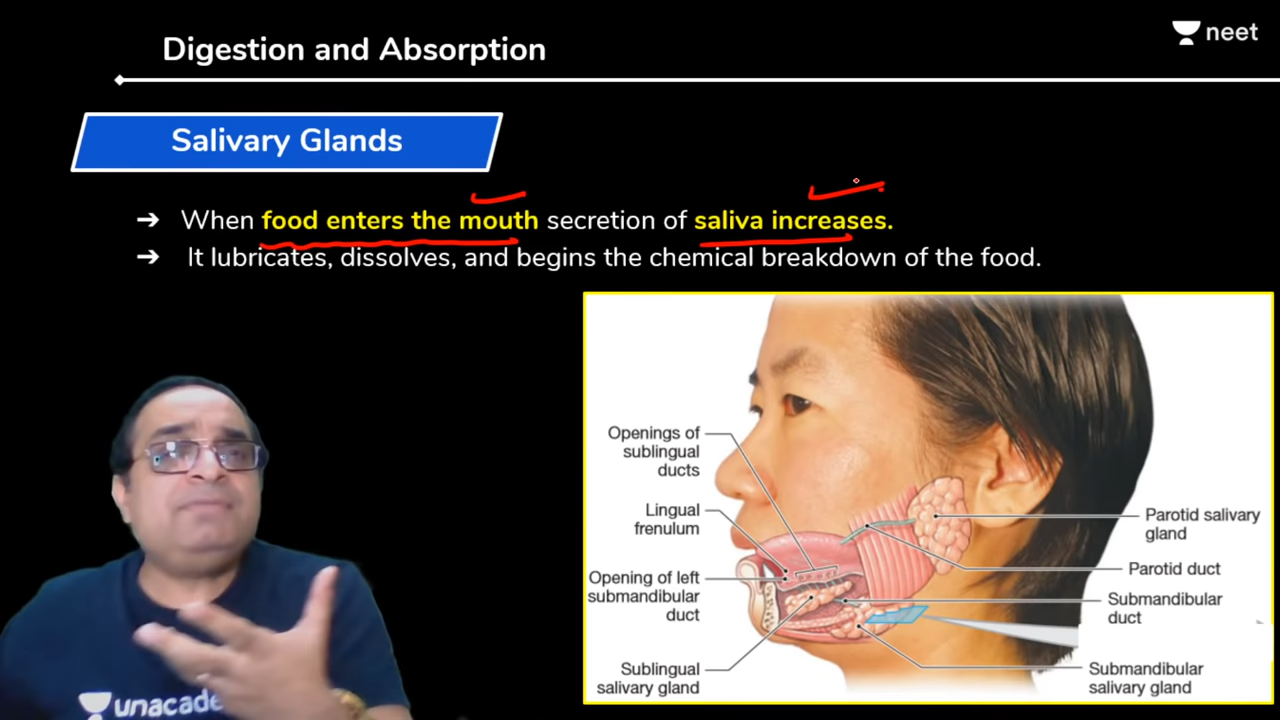 Digestion and Absorption
neet
Salivary Glands
➔ When food enters the mouth secretion of saliva increases.
➔ It lubricates, dissolves, and begins the chemical breakdown of the food.
Openings of
sublingual
ducts
Lingual
frenulum
Opening of left
submandibular
duct
Sublingual
salivary gland
Parotid salivary
gland
Parotid duct
Submandibular
duct
Submandibular
salivary gland